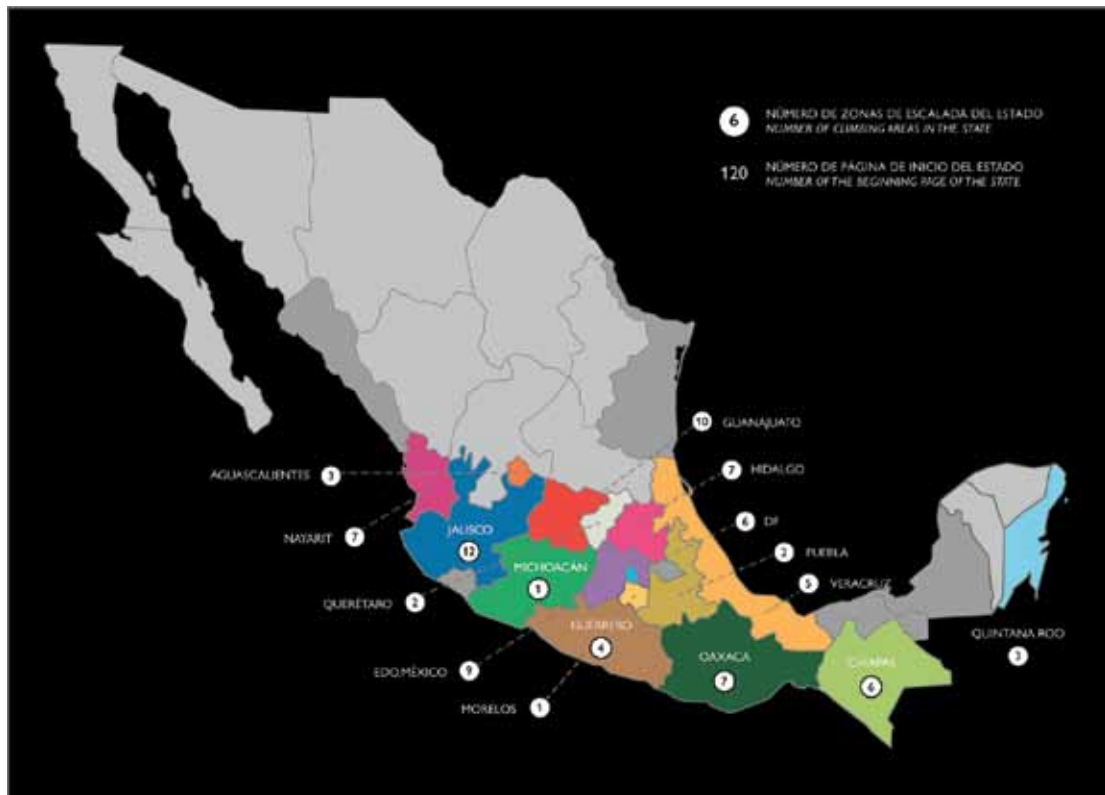 6 NÚMERO DE ZONAS DE ESCALADA DEL ESTADO
NUMBER OF CLIMBING AREAS IN THE STATE
120 NÚMERO DE PÁGINA DE INICIO DEL ESTADO
NUMBER OF THE BEGINNING PAGE OF THE STATE
10 GUANAJUATO
AGUASCALIENTES 3
7 HIDALGO
6 DF
NAYARIT 7
JALISCO
12
PUEBLA
MICHOACÁN
5 VERACRUZ
QUERÉTARO 2
GUERRERO
4
QUINTANA ROO
3
OAXACA
7
CHIAPAS
6
EDO.MÉXICO 9
MORELOS 1